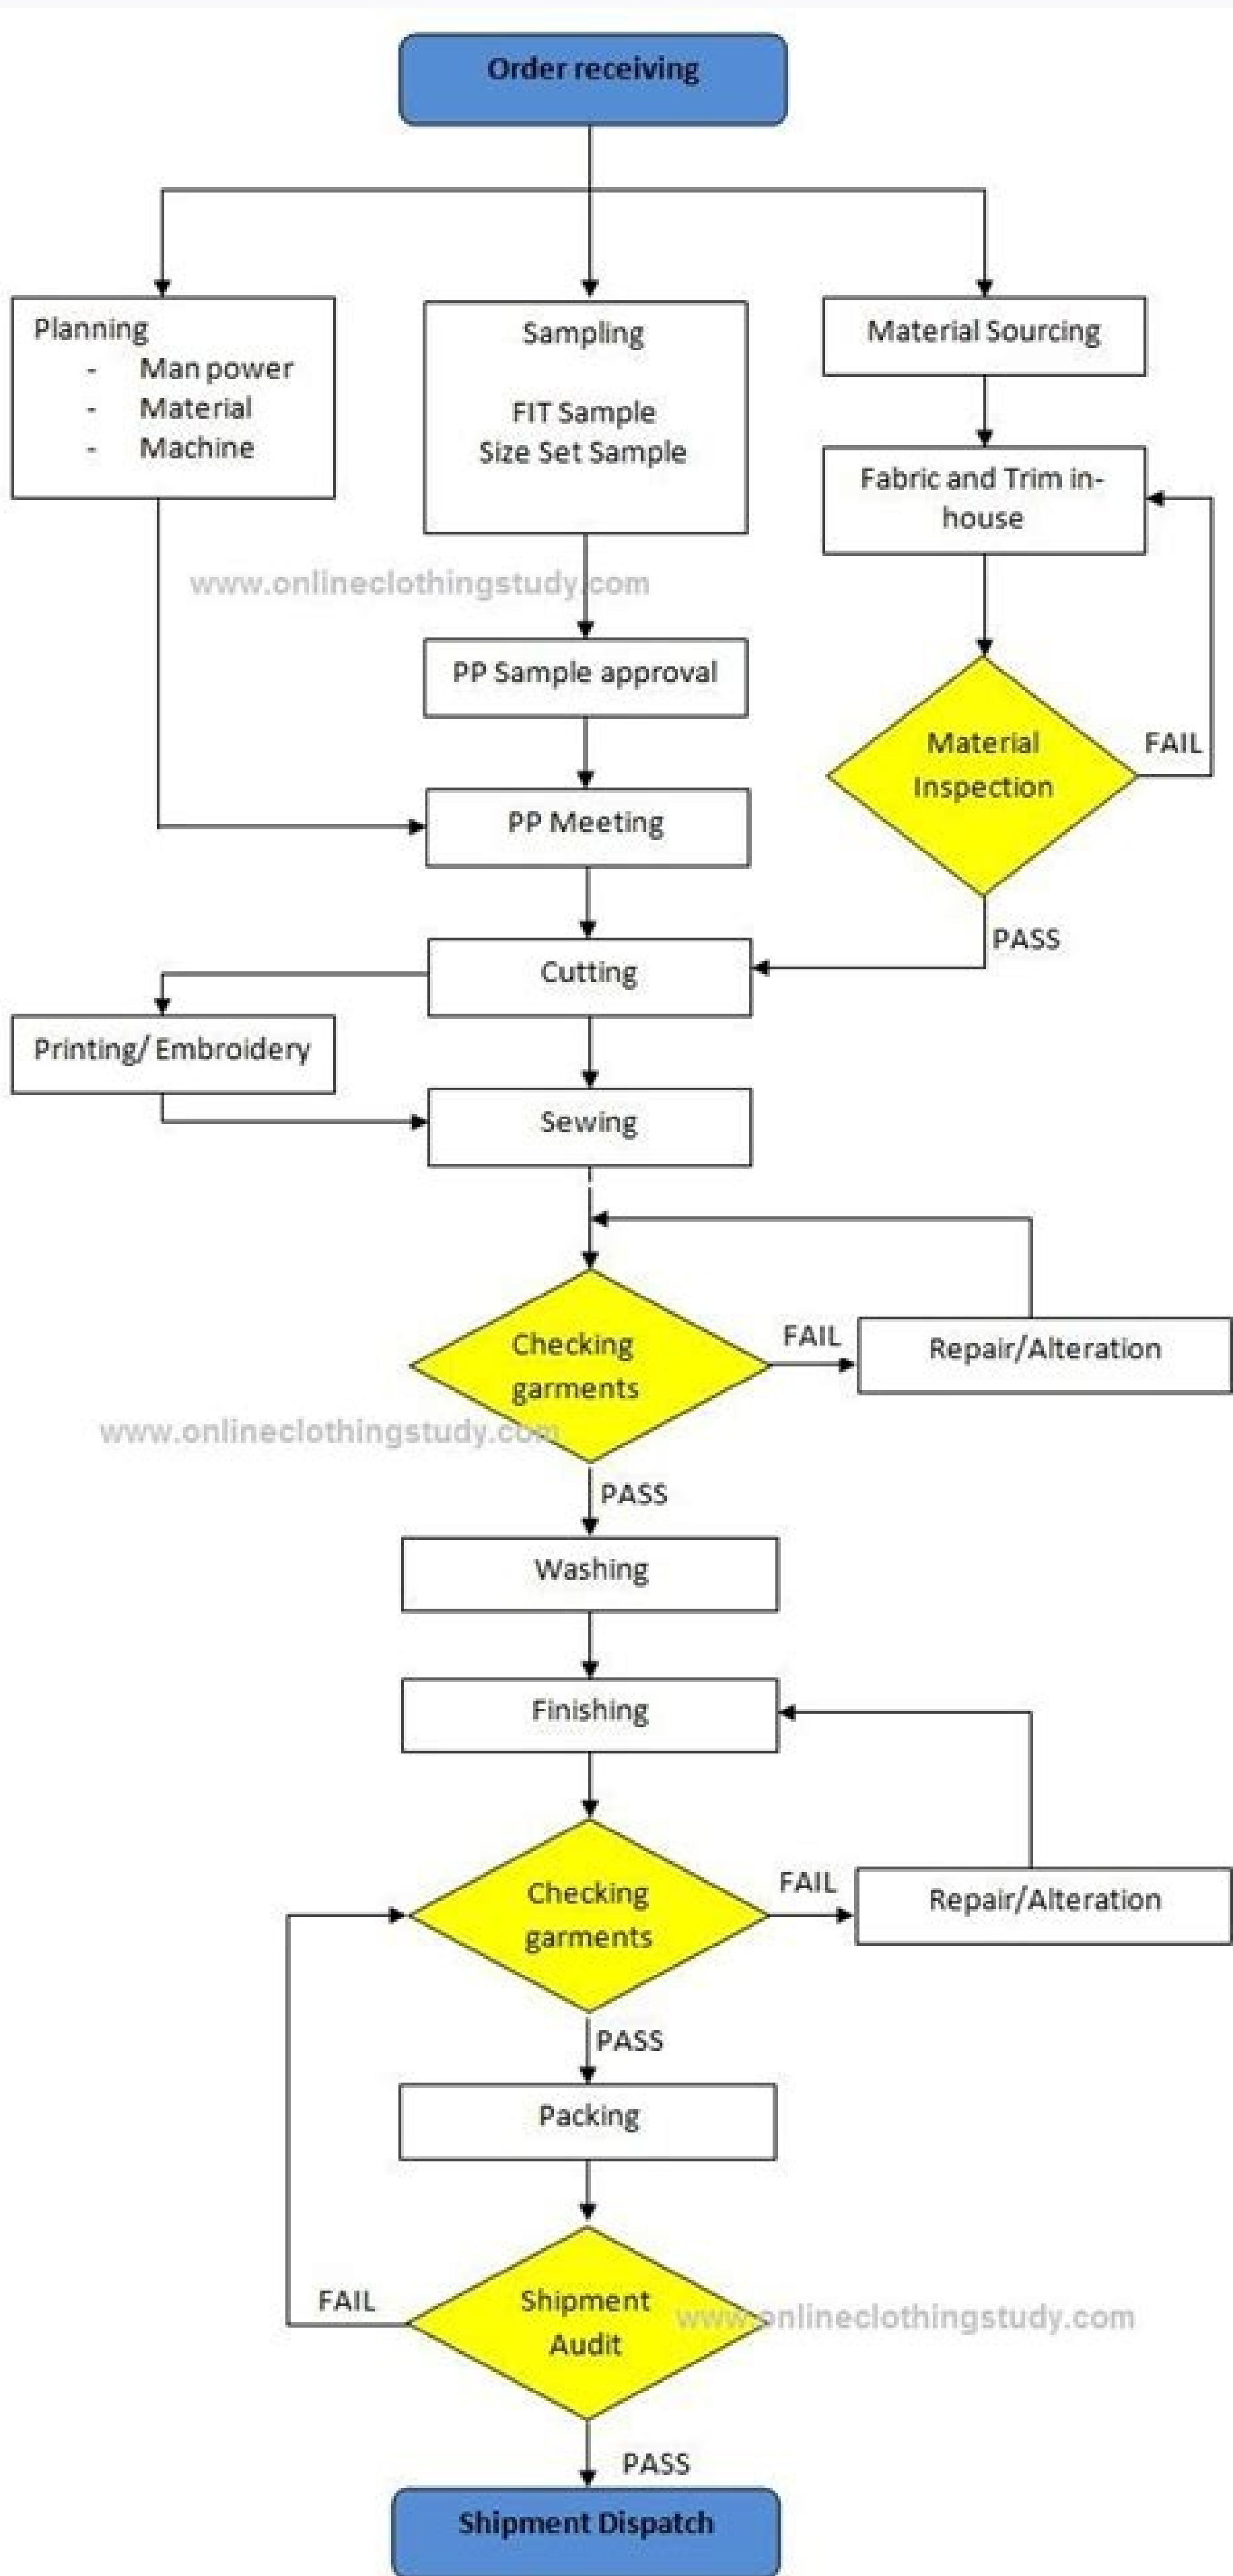 Order receiving
Planning
- Man power
- Material
- Machine
Sampling
FIT Sample
Size Set Sample
Material Sourcing
Fabric and Trim in-
house
www.onlineclothingstudy.com
PP Sample approval
Material
Inspection
FAIL
PP Meeting
PASS
Cutting
Printing/ Embroidery
Sewing
Checking
garments
FAIL
Repair/Alteration
www.onlineclothingstudy.com
PASS
Washing
Finishing
Checking
garments
FAIL
Repair/Alteration
PASS
Packing
FAIL
Shipment
Audit
www.onlineclothingstudy.com
PASS
Shipment Dispatch